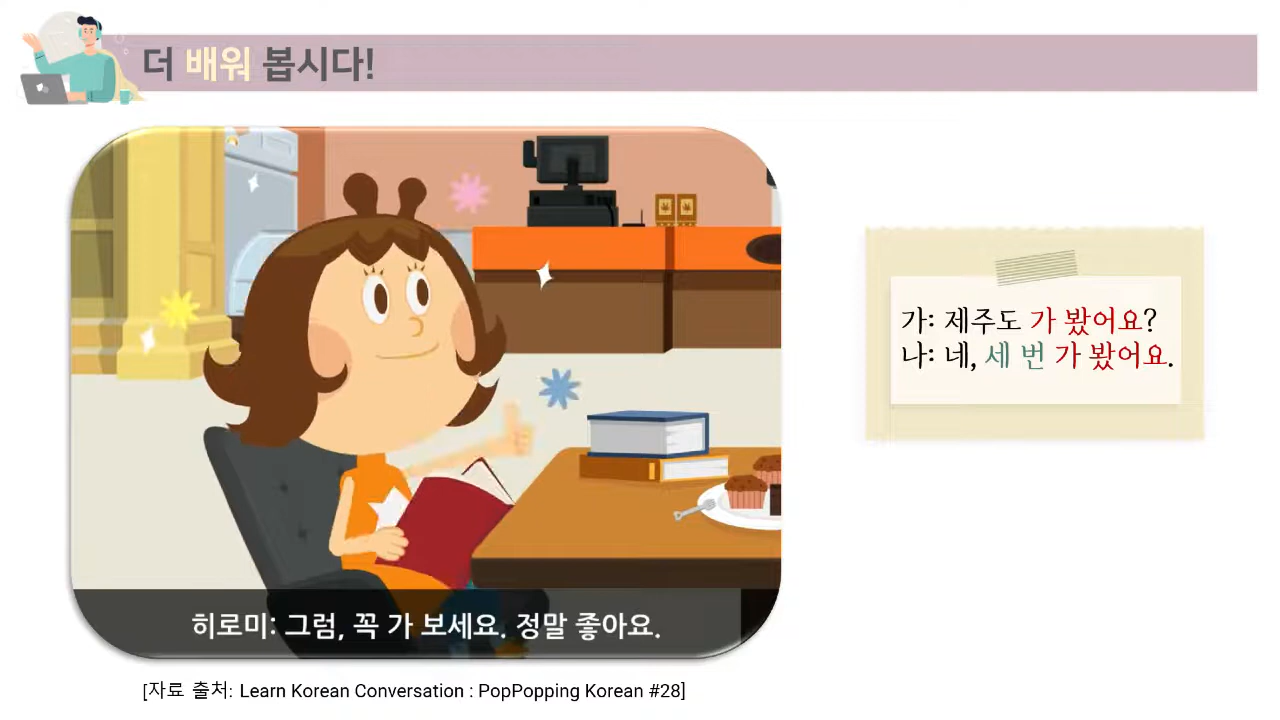 더 배워 봅시다!
가: 제주도 가 봤어요?
나: 네, 세 번 가 봤어요.
히로미: 그럼, 꼭 가 보세요. 정말 좋아요.
[자료 출처: Learn Korean Conversation : PopPopping Korean #28]